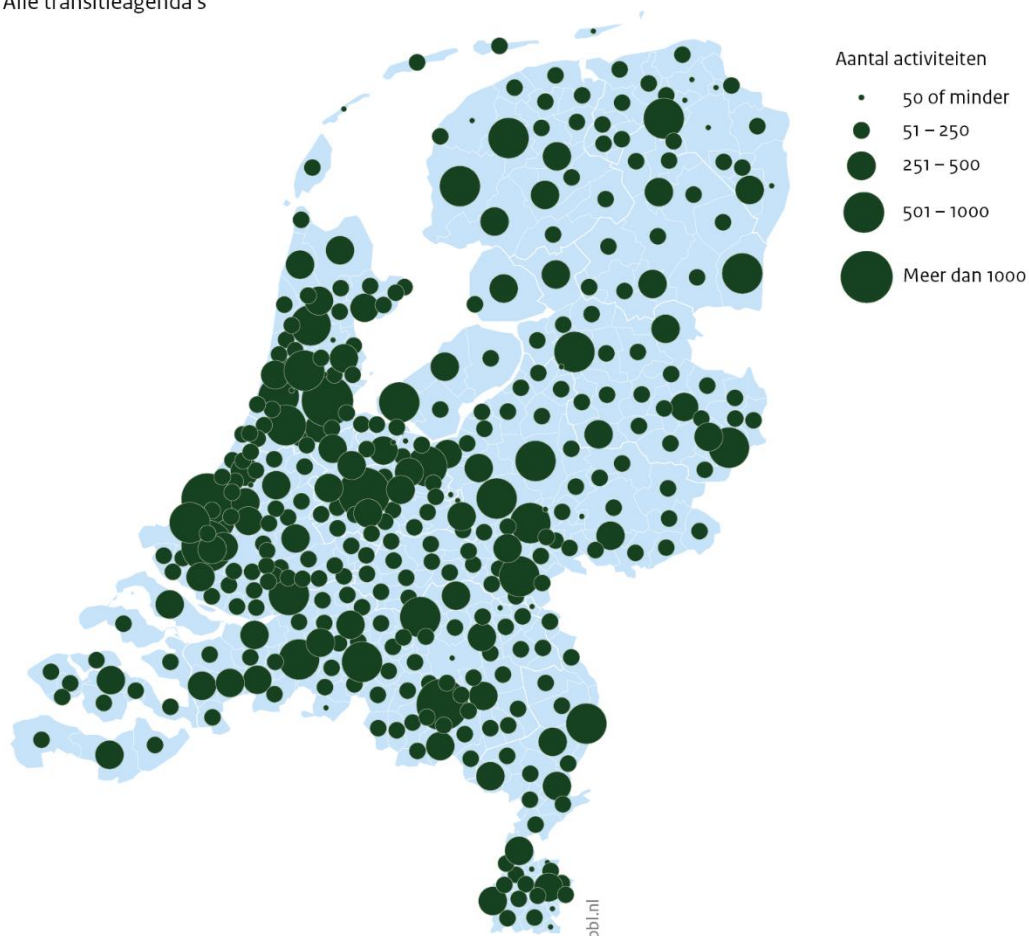 Alle transitieagenda's
Aantal activiteiten
50 of minder
51 – 250
251 – 500
501 – 1000
Meer dan 1000
pbl.nl